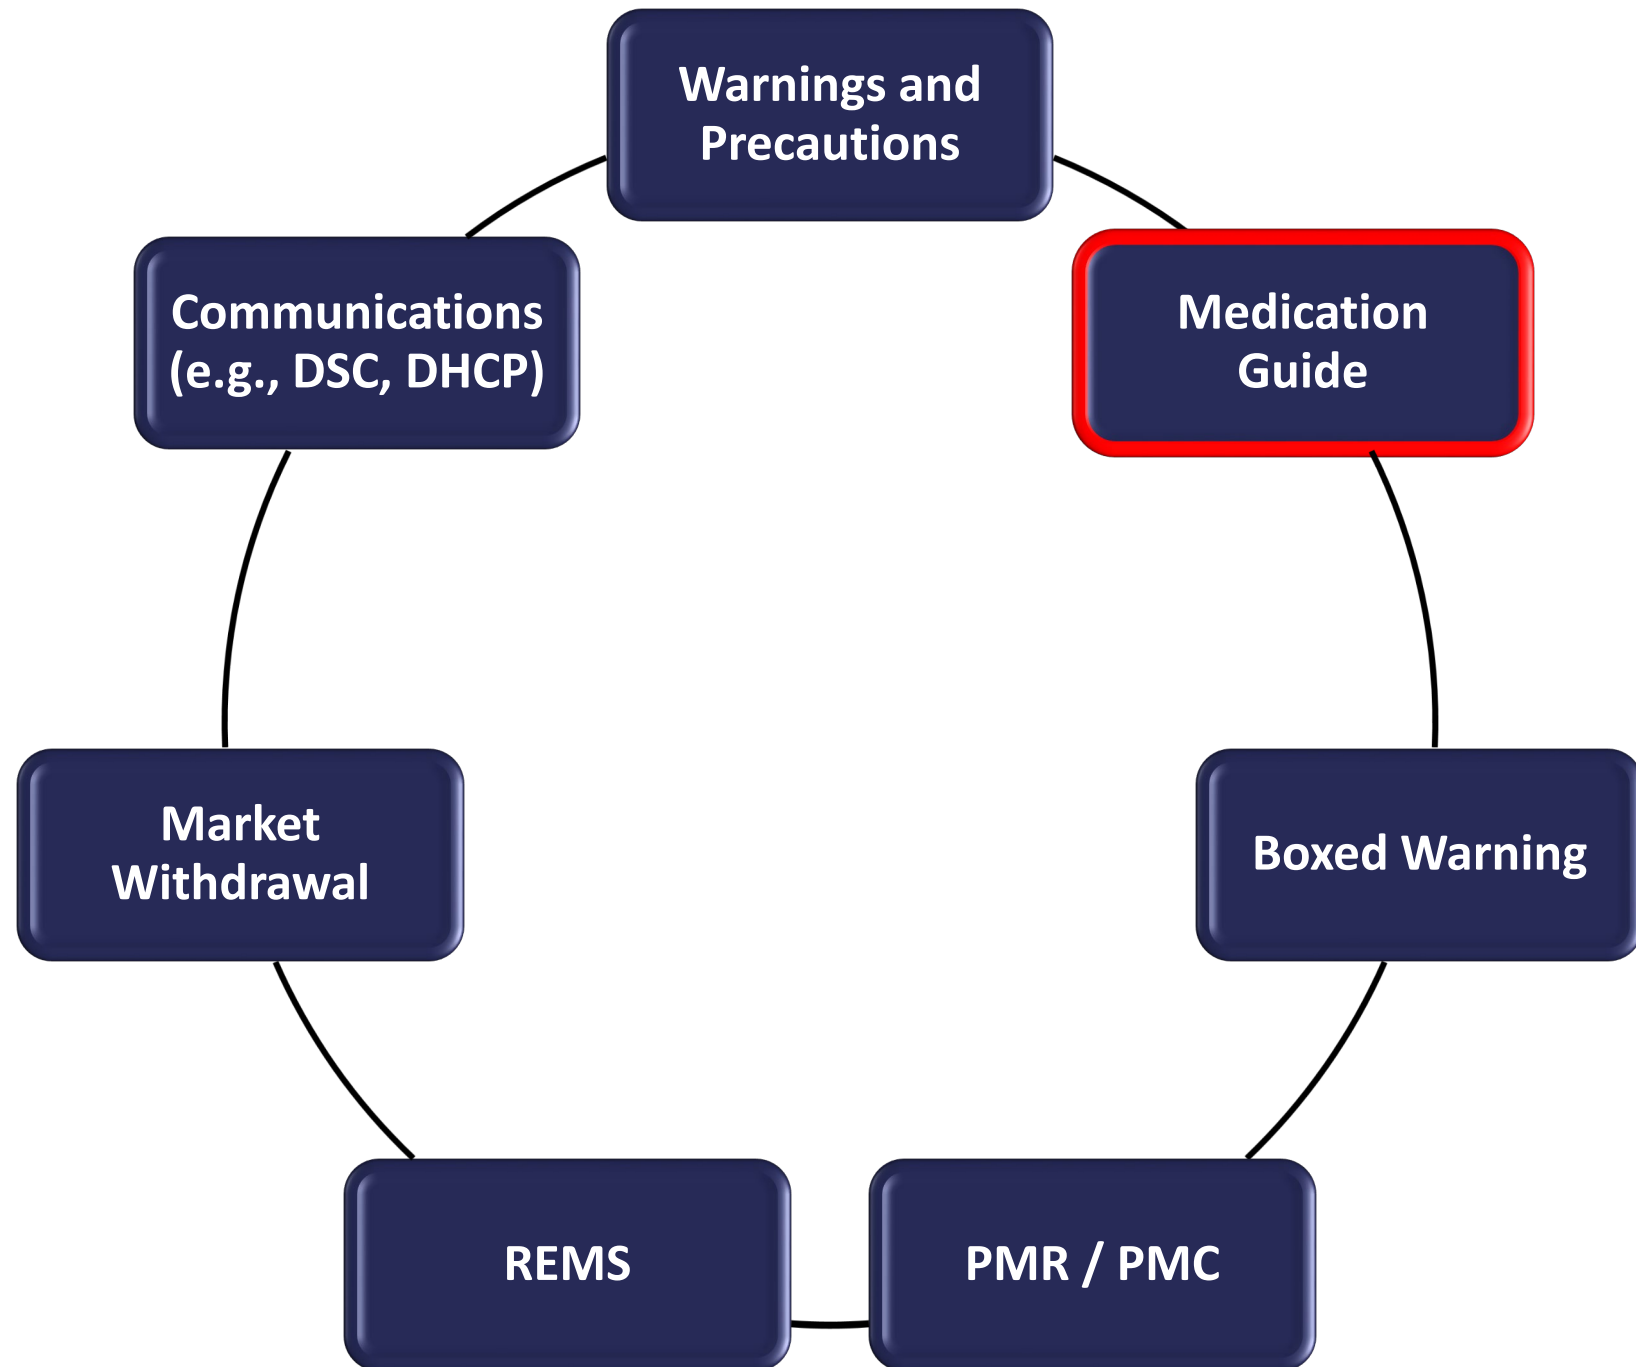 Warnings and
Precautions
Medication
Guide
Boxed Warning
PMR / PMC
REMS
Market
Withdrawal
Communications
(e.g., DSC, DHCP)